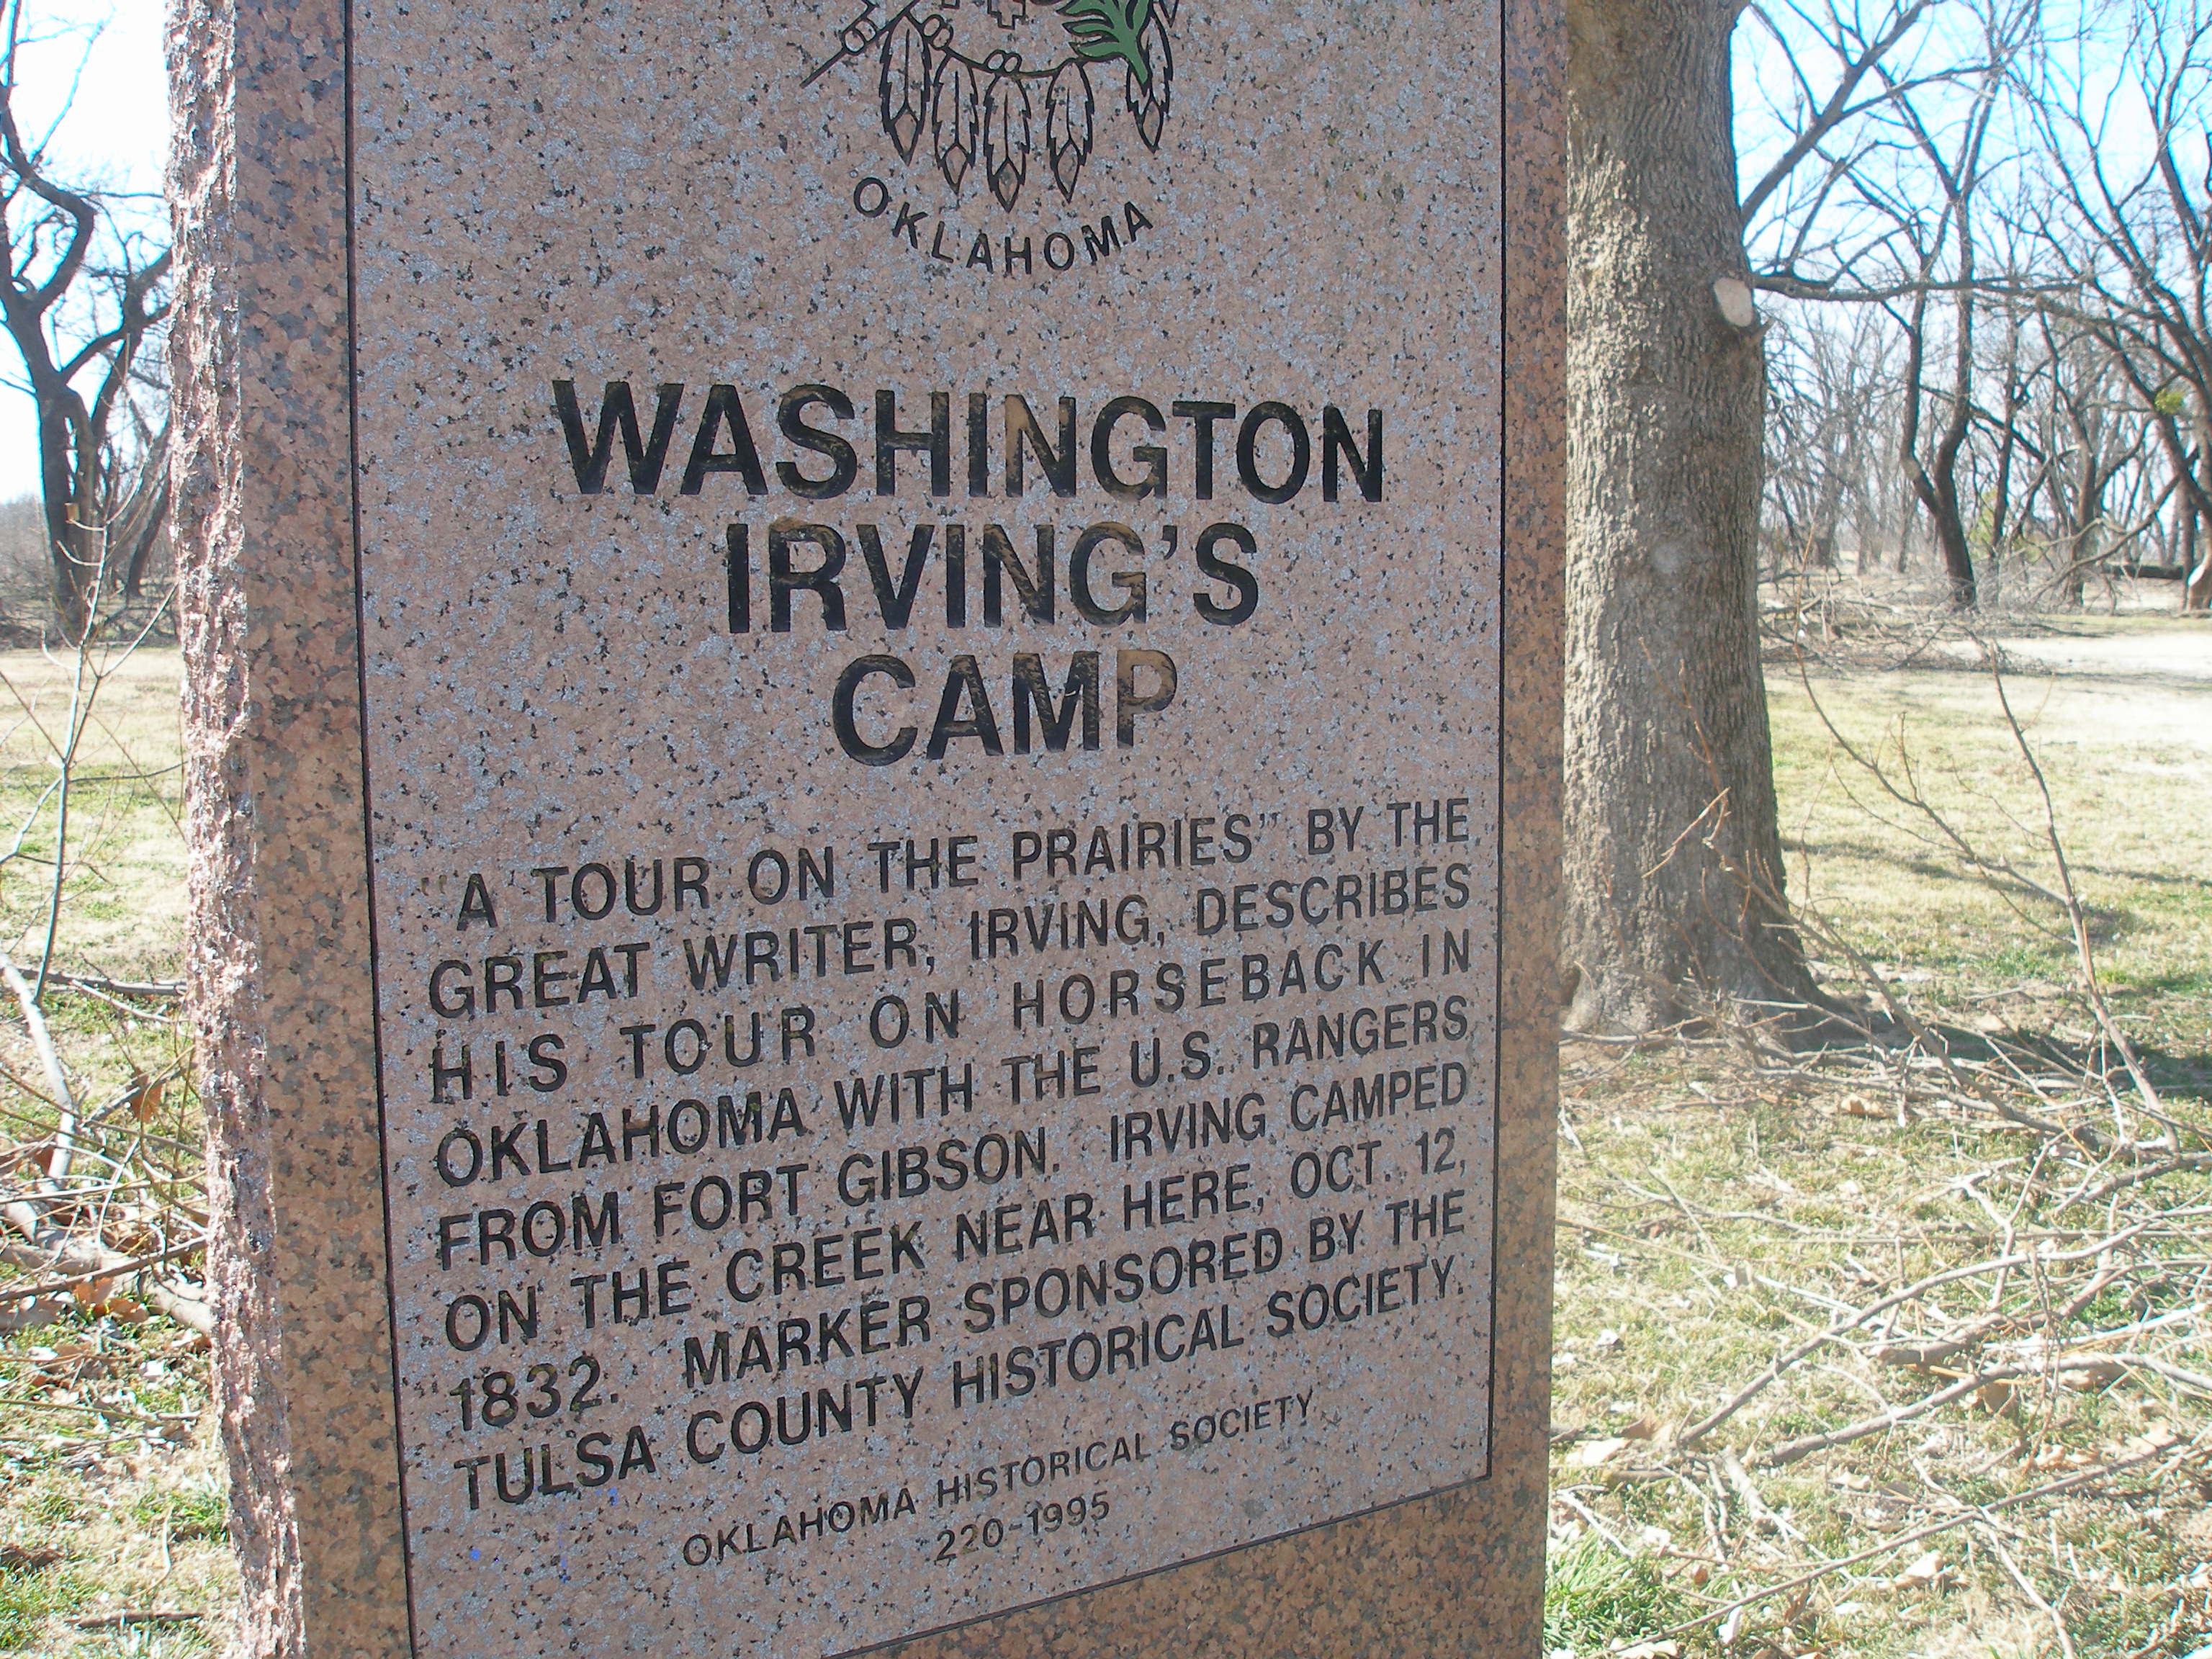 OKLAHOMA
WASHINGTON
IRVING'S
CAMP
"A TOUR ON THE PRAIRIES" BY THE
GREAT WRITER, IRVING, DESCRIBES
HIS TOUR ON HORSEBACK IN
OKLAHOMA WITH THE U.S. RANGERS
FROM FORT GIBSON. IRVING CAMPED
ON THE CREEK NEAR HERE, OCT. 12,
1832. MARKER SPONSORED BY THE
TULSA COUNTY HISTORICAL SOCIETY.
OKLAHOMA HISTORICAL SOCIETY
220-1995